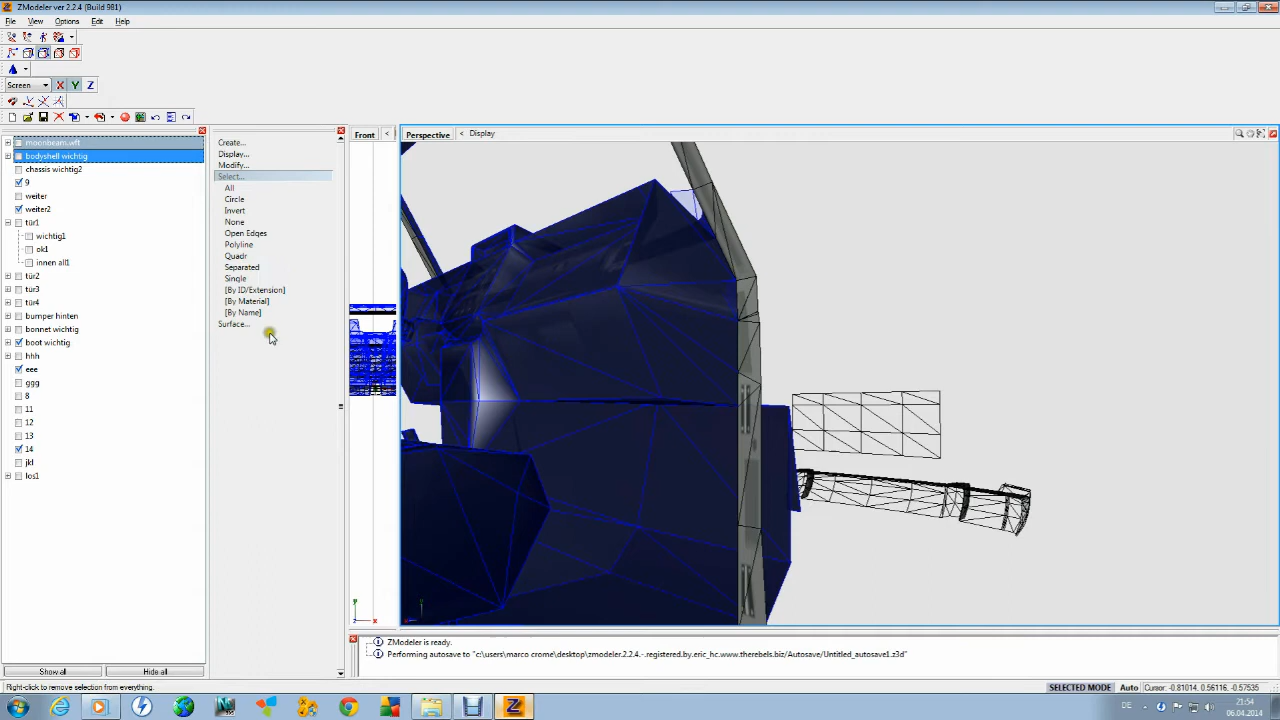 ZModeler ver 2.2.4 (Build 981)
File View Options Edit Help
Screen X Y Z
moonbeam.wft
bodyshell wichtig
chassis wichtig2
9
weiter
weiter2
tür1
wichtig1
ok1
innen all1
tür2
tür3
tür4
bumper hinten
bonnet wichtig
boot wichtig
hhh
eee
ggg
8
11
12
13
14
jkl
los1
Show all Hide all
Create...
Display...
Modify...
Select...
All
Circle
Invert
None
Open Edges
Polyline
Quadr
Separated
Single
[By ID/Extension]
[By Material]
[By Name]
Surface...
Front <
Perspective < Display
ZModeler is ready.
Performing autosave to "c:\users\marco crome\desktop\zmodeler.2.2.4.-.registered.by.eric_hc.www.therebels.biz/Autosave/Untitled_autosave1.z3d"
Right-click to remove selection from everything.
SELECTED MODE Auto Cursor: -0.81014, 0.56116, -0.57535
DE
21:54
06.04.2014